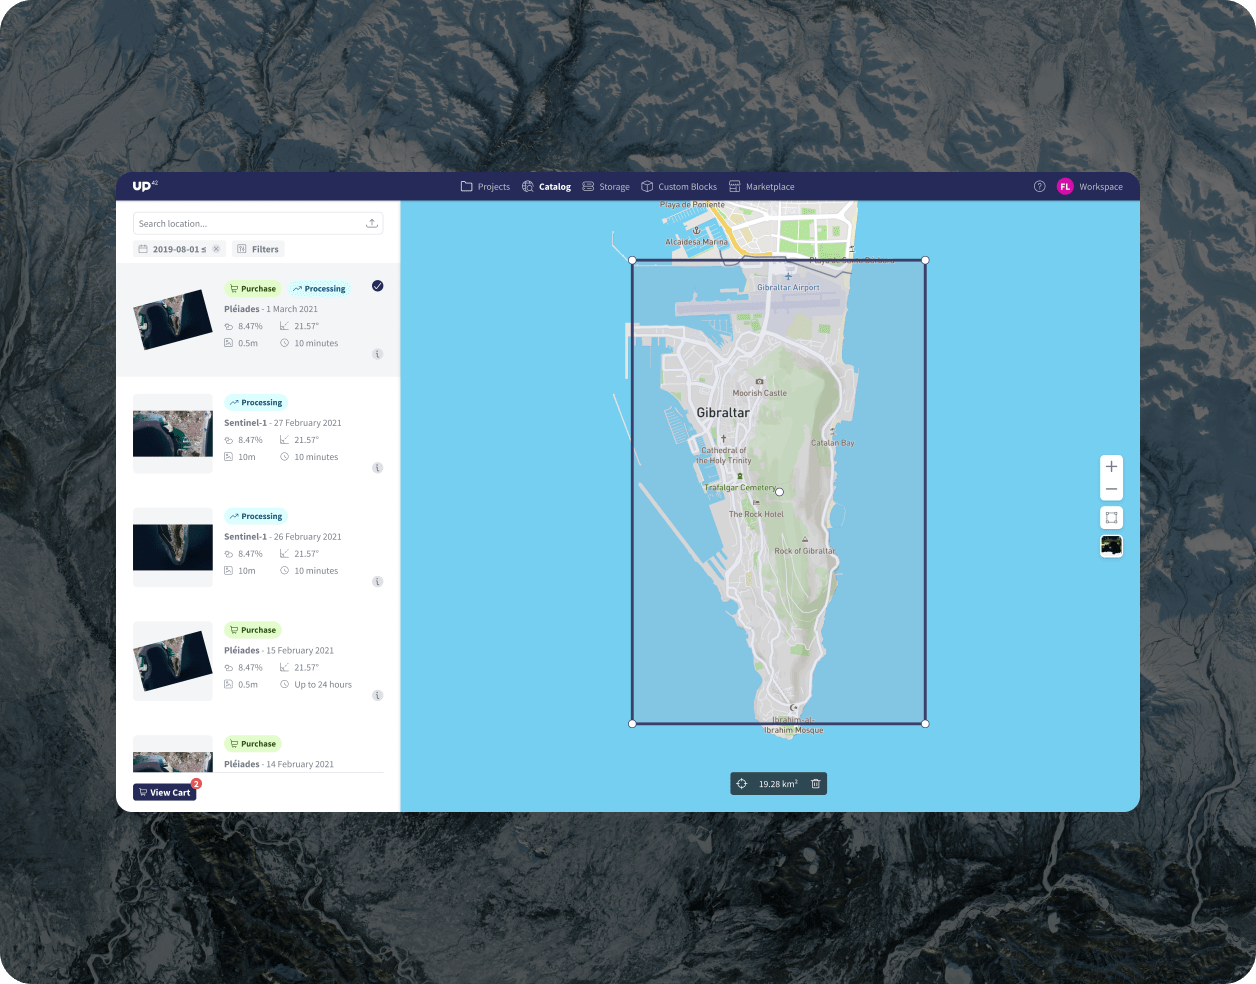 up42
Projects
Catalog
Storage
Custom Blocks
Marketplace
FL
Workspace
Search location...
2019-08-01 ≤
Filters
Purchase
Processing
Pléiades - 1 March 2021
8.47%
21.57°
0.5m
10 minutes
Processing
Sentinel-1 - 27 February 2021
8.47%
21.57°
10m
10 minutes
Processing
Sentinel-1 - 26 February 2021
8.47%
21.57°
10m
10 minutes
Purchase
Pléiades - 15 February 2021
8.47%
21.57°
0.5m
Up to 24 hours
Purchase
Pléiades - 14 February 2021
View Cart
2
Playa de Poniente
Alcaidesa Marina
Playa de Santa Barbara
Gibraltar Airport
Moorish Castle
Gibraltar
Catalan Bay
Cathedral of
the Holy Trinity
Trafalgar Cemetery
The Rock Hotel
Rock of Gibraltar
Ibrahim-al-
Ibrahim Mosque
19.28 km²